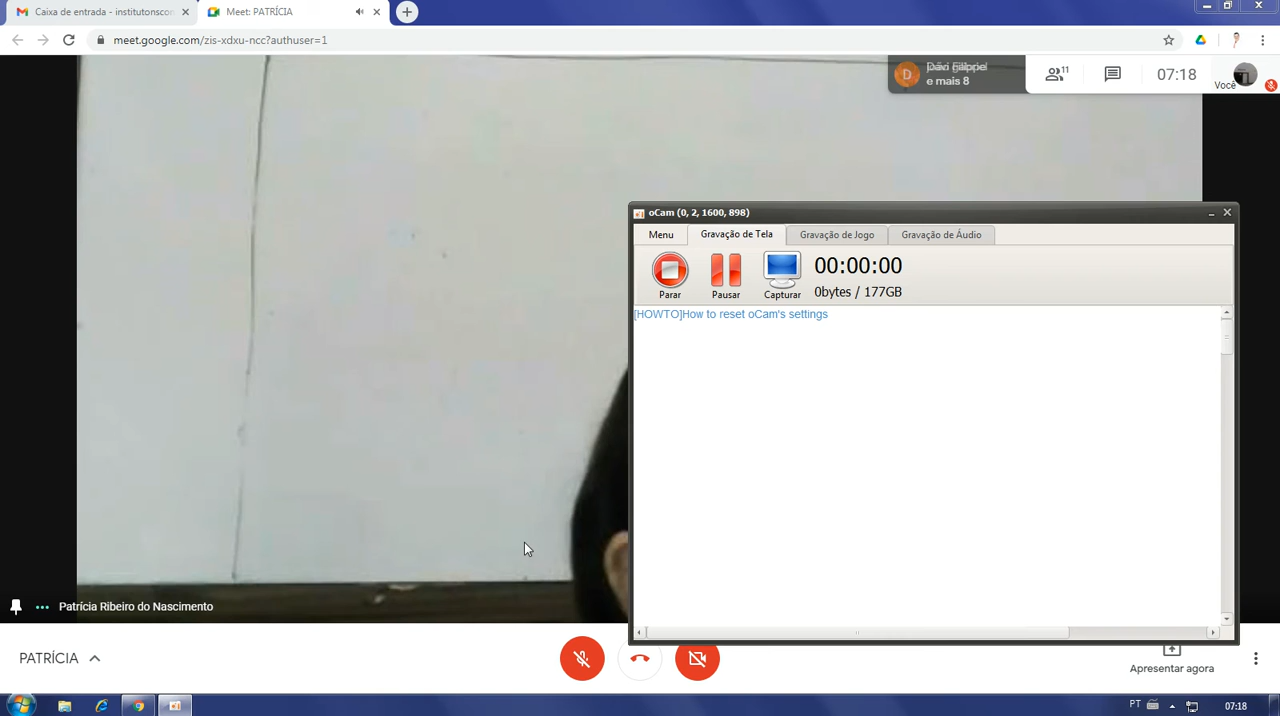 Caixa de entrada - institutonscon
Meet: PATRÍCIA
meet.google.com/zis-xdxu-ncc?authuser=1
D
e mais 8
11
07:18
Você
oCam (0, 2, 1600, 898)
Menu
Gravação de Tela
Gravação de Jogo
Gravação de Áudio
Parar
Pausar
Capturar
00:00:00
0bytes / 177GB
[HOWTO]How to reset oCam's settings
Patrícia Ribeiro do Nascimento
PATRÍCIA
Apresentar agora
PT
07:18